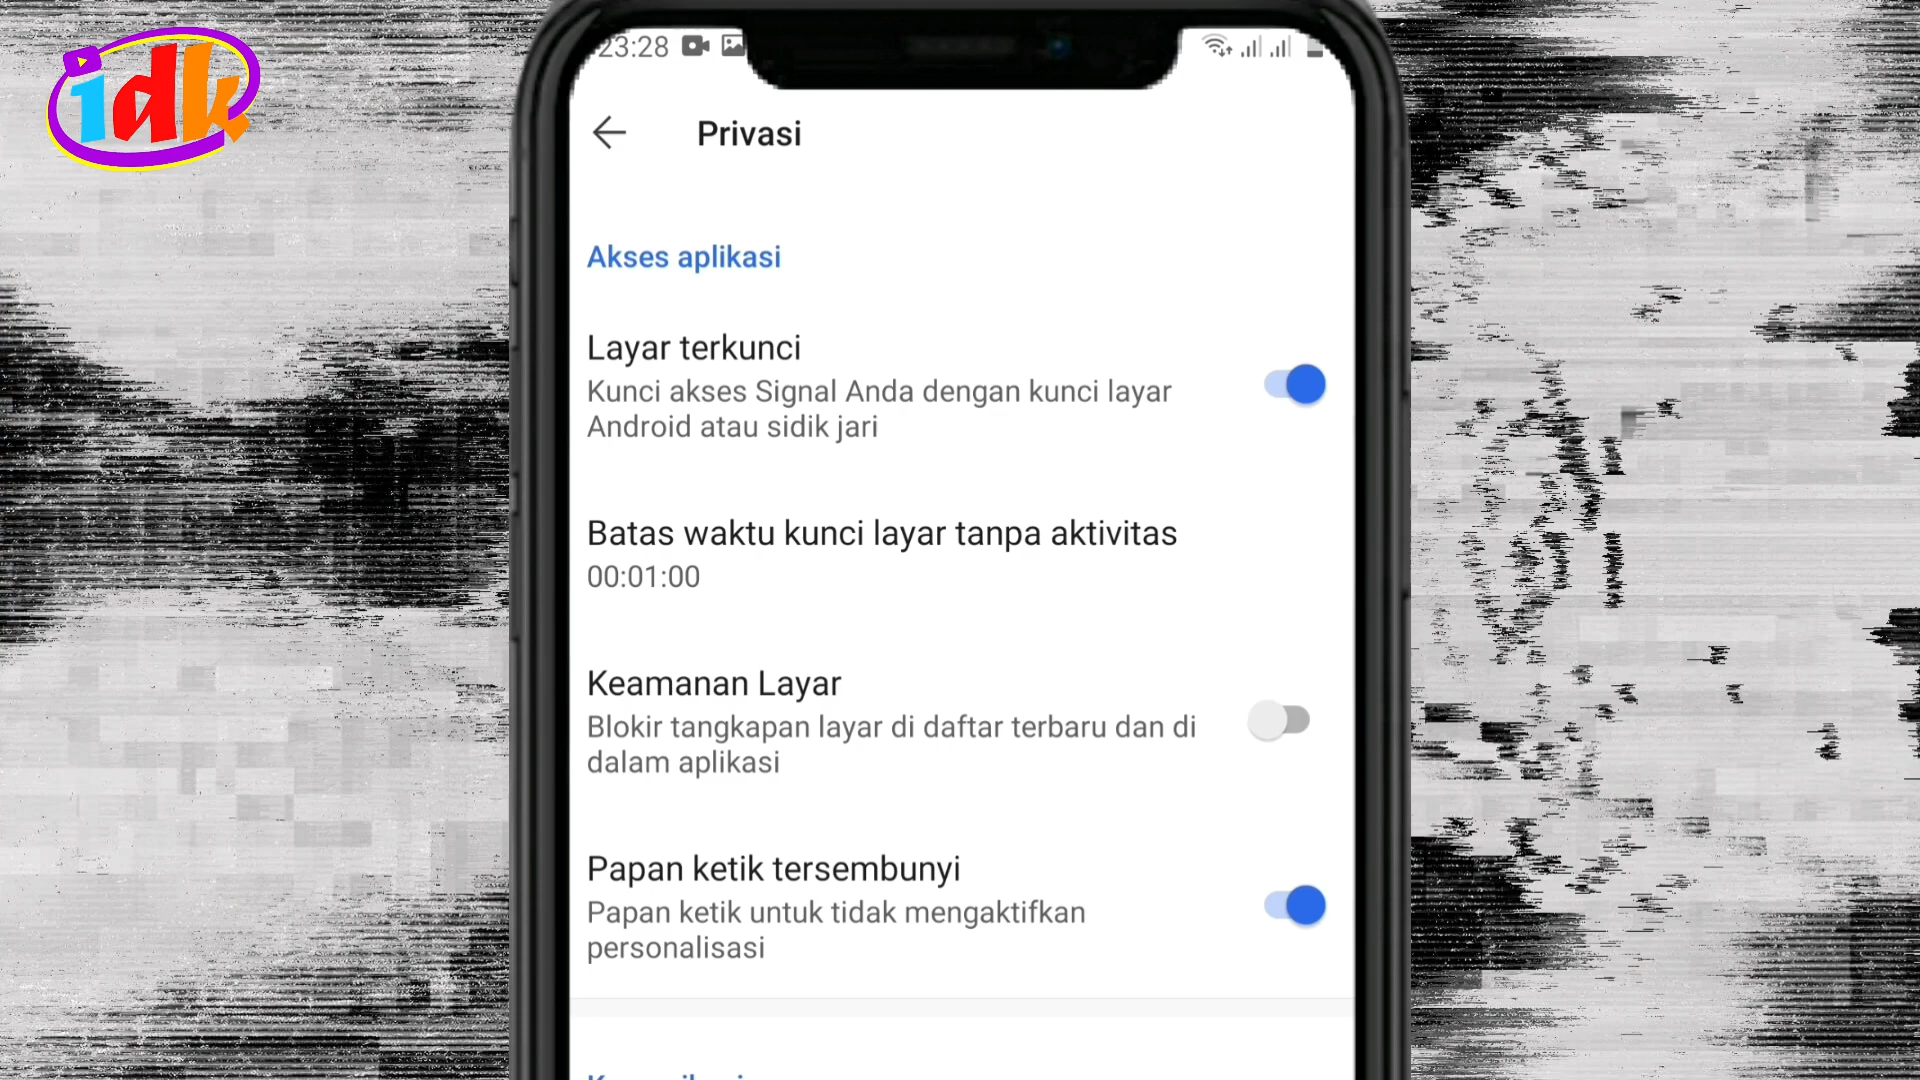 idk
23:28
Privasi
Akses aplikasi
Layar terkunci
Kunci akses Signal Anda dengan kunci layar
Android atau sidik jari
Batas waktu kunci layar tanpa aktivitas
00:01:00
Keamanan Layar
Blokir tangkapan layar di daftar terbaru dan di
dalam aplikasi
Papan ketik tersembunyi
Papan ketik untuk tidak mengaktifkan
personalisasi